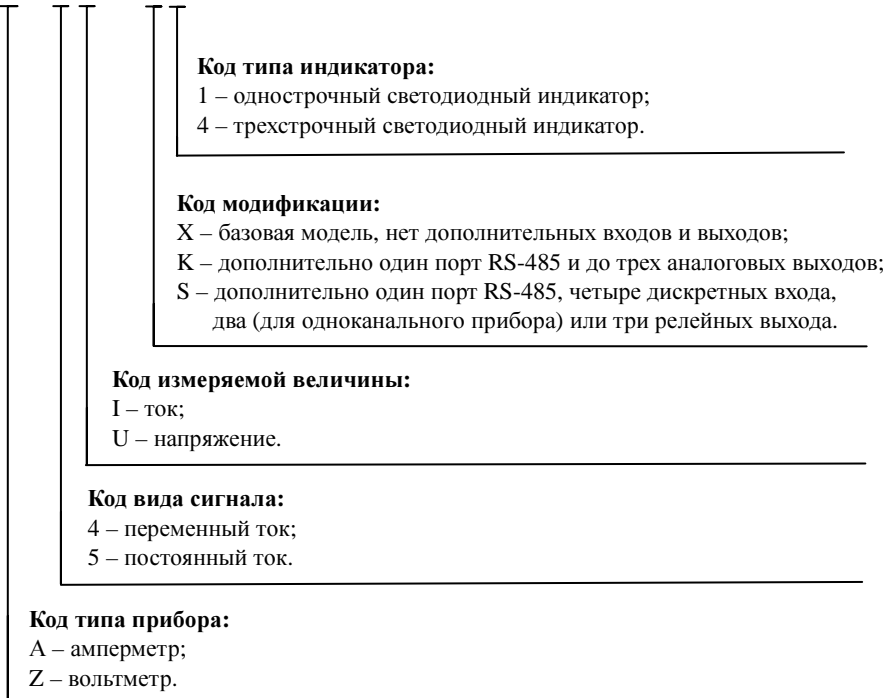 Код типа индикатора:
1 – однострочный светодиодный индикатор;
4 – трехстрочный светодиодный индикатор.
Код модификации:
X – базовая модель, нет дополнительных входов и выходов;
K – дополнительно один порт RS-485 и до трех аналоговых выходов;
S – дополнительно один порт RS-485, четыре дискретных входа,
два (для одноканального прибора) или три релейных выхода.
Код измеряемой величины:
I – ток;
U – напряжение.
Код вида сигнала:
4 – переменный ток;
5 – постоянный ток.
Код типа прибора:
A – амперметр;
Z – вольтметр.